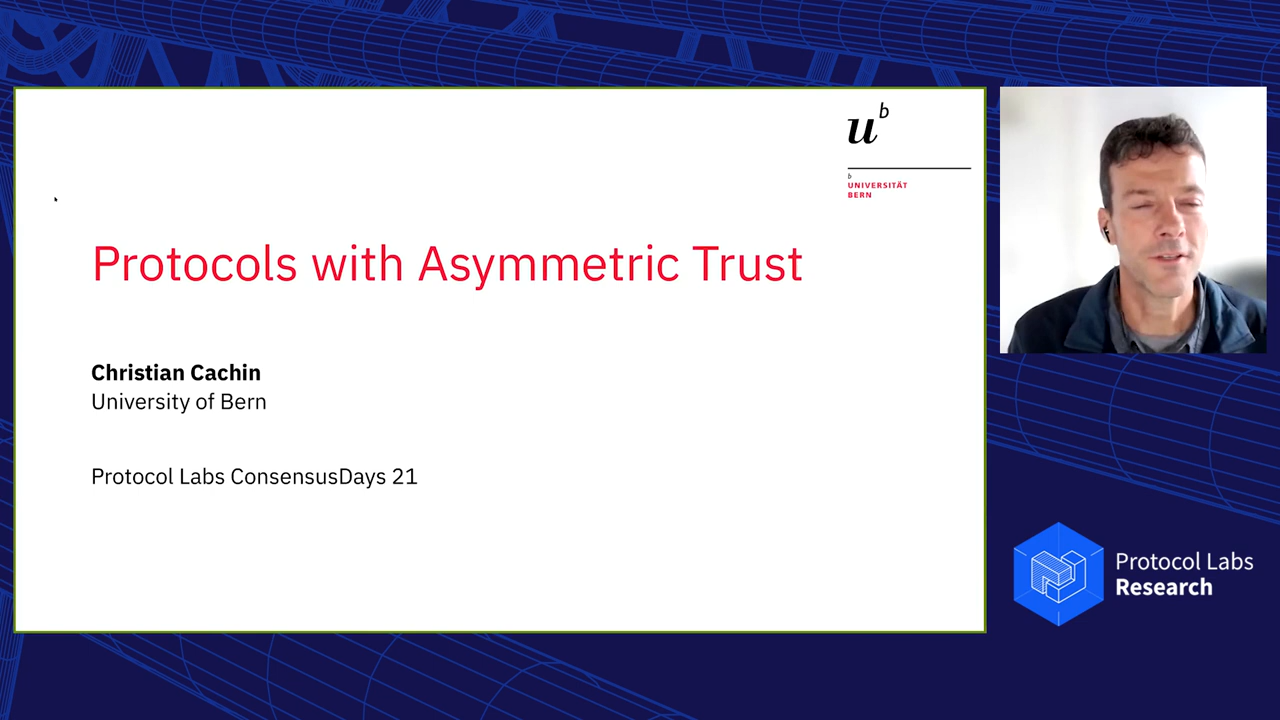 u^b
b
UNIVERSITÄT
BERN
Protocols with Asymmetric Trust
Christian Cachin
University of Bern
Protocol Labs ConsensusDays 21
Protocol Labs
Research